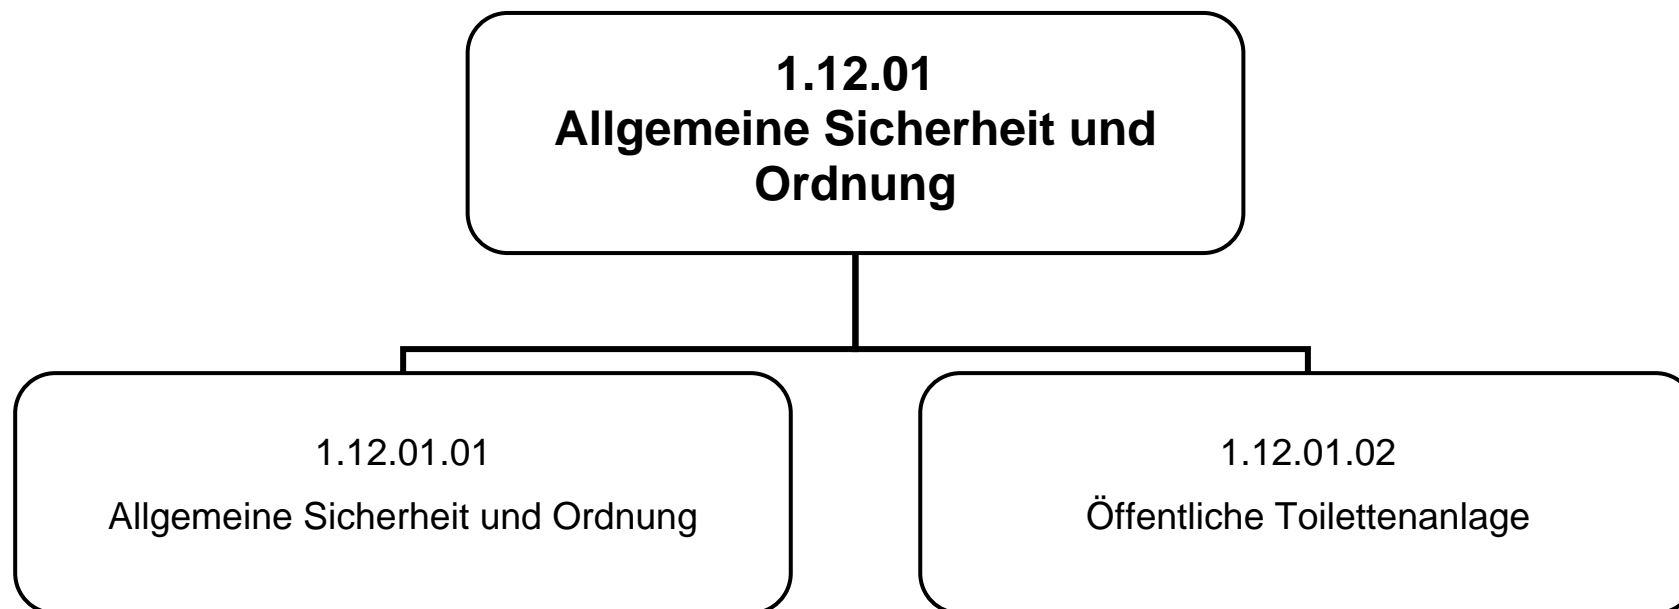 1.12.01
Allgemeine Sicherheit und
Ordnung
1.12.01.01
Allgemeine Sicherheit und Ordnung
1.12.01.02
Öffentliche Toilettenanlage